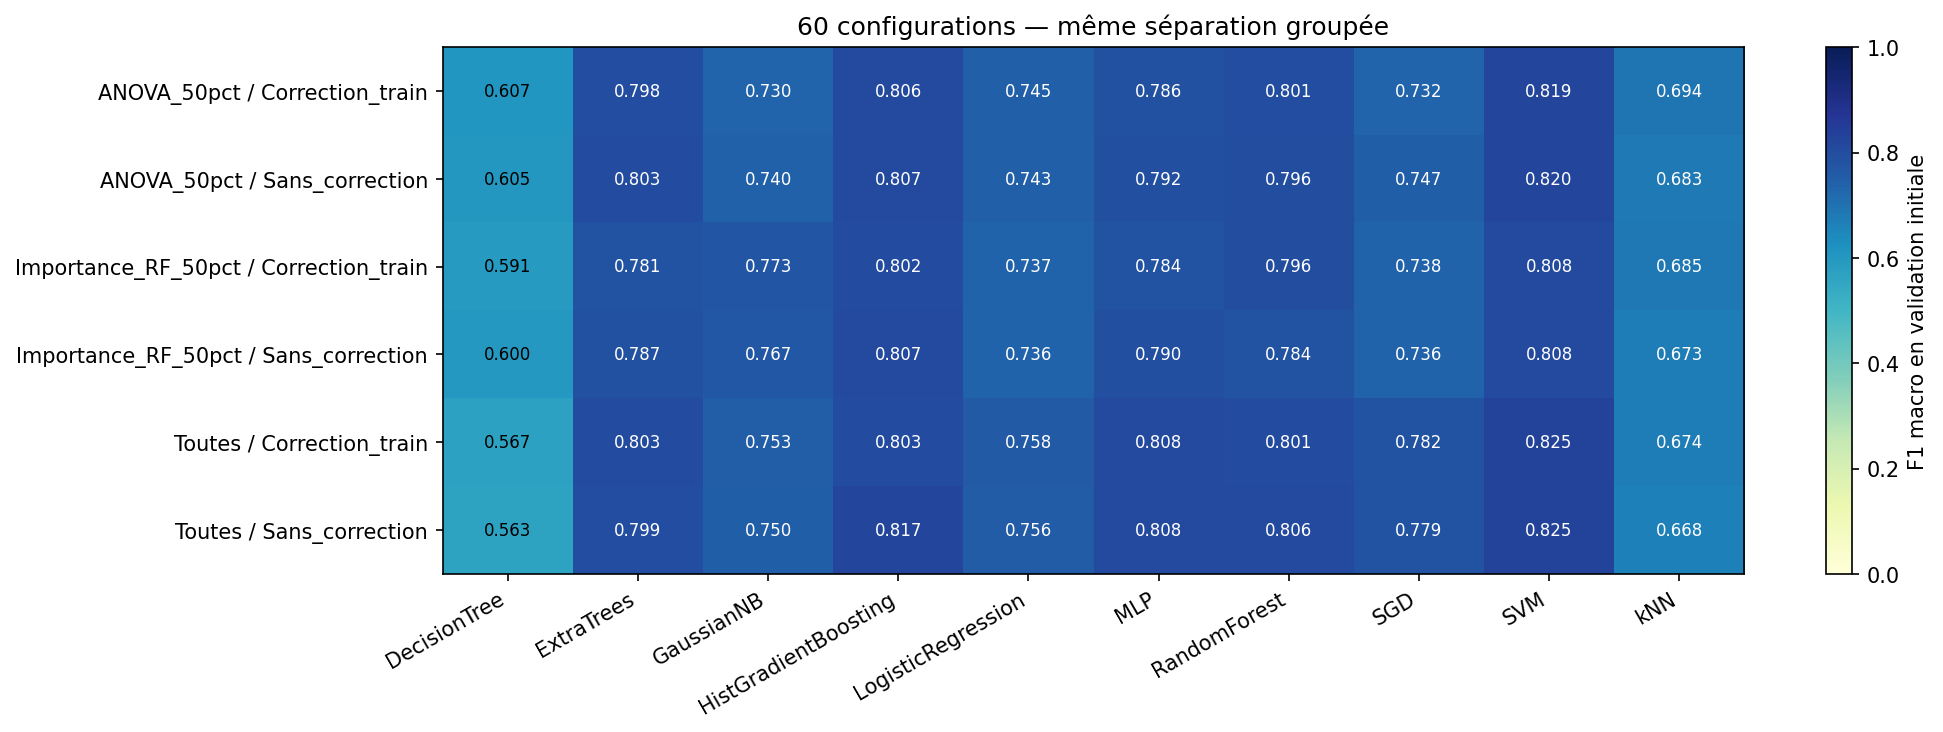 60 configurations — même séparation groupée
ANOVA_50pct / Correction_train 0.607 0.798 0.730 0.806 0.745 0.786 0.801 0.732 0.819 0.694
ANOVA_50pct / Sans_correction 0.605 0.803 0.740 0.807 0.743 0.792 0.796 0.747 0.820 0.683
Importance_RF_50pct / Correction_train 0.591 0.781 0.773 0.802 0.737 0.784 0.796 0.738 0.808 0.685
Importance_RF_50pct / Sans_correction 0.600 0.787 0.767 0.807 0.736 0.790 0.784 0.736 0.808 0.673
Toutes / Correction_train 0.567 0.803 0.753 0.803 0.758 0.808 0.801 0.782 0.825 0.674
Toutes / Sans_correction 0.563 0.799 0.750 0.817 0.756 0.808 0.806 0.779 0.825 0.668
DecisionTree
ExtraTrees
GaussianNB
HistGradientBoosting
LogisticRegression
MLP
RandomForest
SGD
SVM
kNN
1.0
0.8
0.6
0.4
0.2
0.0
F1 macro en validation initiale